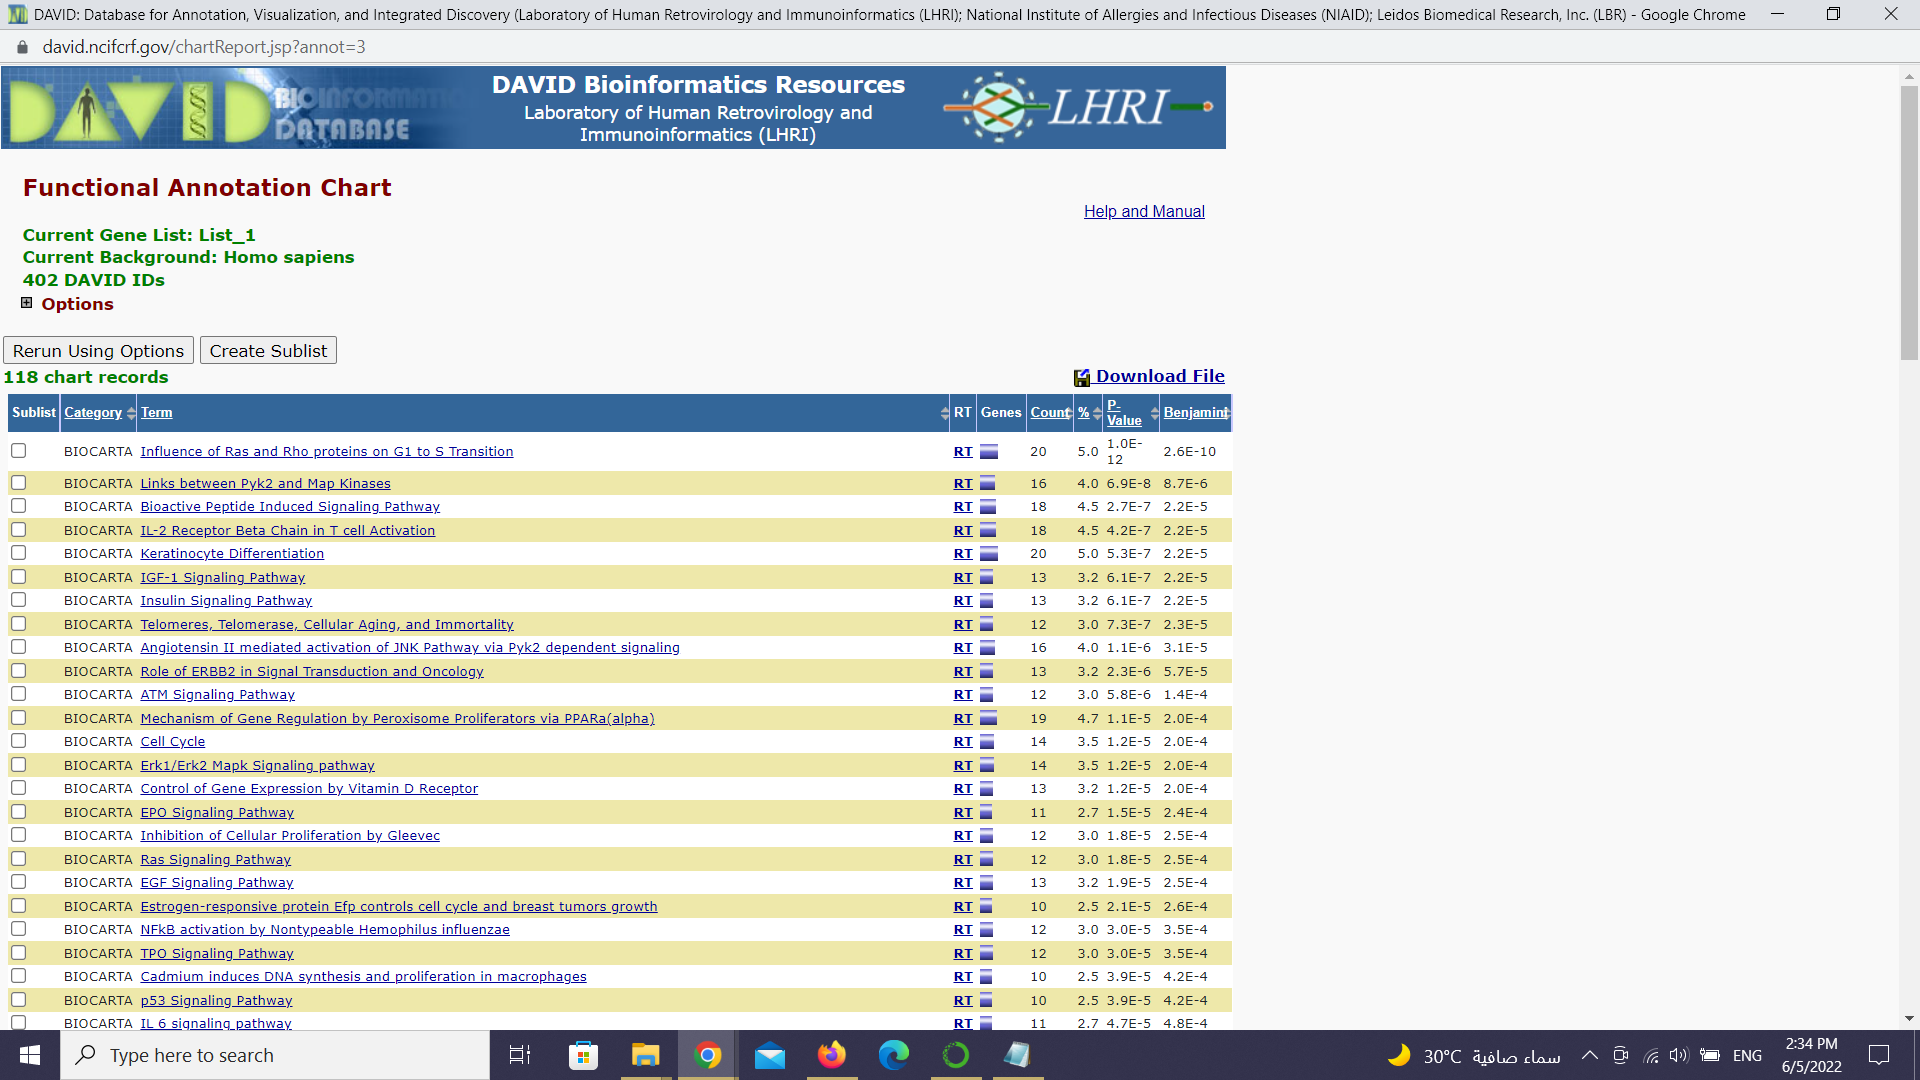 DAVID: Database for Annotation, Visualization, and Integrated Discovery (Laboratory of Human Retrovirology and Immunoinformatics (LHRI); National Institute of Allergies and Infectious Diseases (NIAID); Leidos Biomedical Research, Inc. (LBR) - Google Chrome
david.ncifcrf.gov/chartReport.jsp?annot=3
DAVID BIOINFORMATICS DATABASE
DAVID Bioinformatics Resources
Laboratory of Human Retrovirology and
Immunoinformatics (LHRI)
LHRI
Functional Annotation Chart
Help and Manual
Current Gene List: List_1
Current Background: Homo sapiens
402 DAVID IDs
Options
Rerun Using Options Create Sublist
118 chart records
Download File
Sublist Category Term RT Genes Count % P-Value Benjamini
BIOCARTA Influence of Ras and Rho proteins on G1 to S Transition RT 20 5.0 1.0E-12 2.6E-10
BIOCARTA Links between Pyk2 and Map Kinases RT 16 4.0 6.9E-8 8.7E-6
BIOCARTA Bioactive Peptide Induced Signaling Pathway RT 18 4.5 2.7E-7 2.2E-5
BIOCARTA IL-2 Receptor Beta Chain in T cell Activation RT 18 4.5 4.2E-7 2.2E-5
BIOCARTA Keratinocyte Differentiation RT 20 5.0 5.3E-7 2.2E-5
BIOCARTA IGF-1 Signaling Pathway RT 13 3.2 6.1E-7 2.2E-5
BIOCARTA Insulin Signaling Pathway RT 13 3.2 6.1E-7 2.2E-5
BIOCARTA Telomeres, Telomerase, Cellular Aging, and Immortality RT 12 3.0 7.3E-7 2.3E-5
BIOCARTA Angiotensin II mediated activation of JNK Pathway via Pyk2 dependent signaling RT 16 4.0 1.1E-6 3.1E-5
BIOCARTA Role of ERBB2 in Signal Transduction and Oncology RT 13 3.2 2.3E-6 5.7E-5
BIOCARTA ATM Signaling Pathway RT 12 3.0 5.8E-6 1.4E-4
BIOCARTA Mechanism of Gene Regulation by Peroxisome Proliferators via PPARa(alpha) RT 19 4.7 1.1E-5 2.0E-4
BIOCARTA Cell Cycle RT 14 3.5 1.2E-5 2.0E-4
BIOCARTA Erk1/Erk2 Mapk Signaling pathway RT 14 3.5 1.2E-5 2.0E-4
BIOCARTA Control of Gene Expression by Vitamin D Receptor RT 13 3.2 1.2E-5 2.0E-4
BIOCARTA EPO Signaling Pathway RT 11 2.7 1.5E-5 2.4E-4
BIOCARTA Inhibition of Cellular Proliferation by Gleevec RT 12 3.0 1.8E-5 2.5E-4
BIOCARTA Ras Signaling Pathway RT 12 3.0 1.8E-5 2.5E-4
BIOCARTA EGF Signaling Pathway RT 13 3.2 1.9E-5 2.5E-4
BIOCARTA Estrogen-responsive protein Efp controls cell cycle and breast tumors growth RT 10 2.5 2.1E-5 2.6E-4
BIOCARTA NFkB activation by Nontypeable Hemophilus influenzae RT 12 3.0 3.0E-5 3.5E-4
BIOCARTA TPO Signaling Pathway RT 12 3.0 3.0E-5 3.5E-4
BIOCARTA Cadmium induces DNA synthesis and proliferation in macrophages RT 10 2.5 3.9E-5 4.2E-4
BIOCARTA p53 Signaling Pathway RT 10 2.5 3.9E-5 4.2E-4
BIOCARTA IL 6 signaling pathway RT 11 2.7 4.7E-5 4.8E-4
Type here to search
30°C سماء صافية
ENG
2:34 PM
6/5/2022